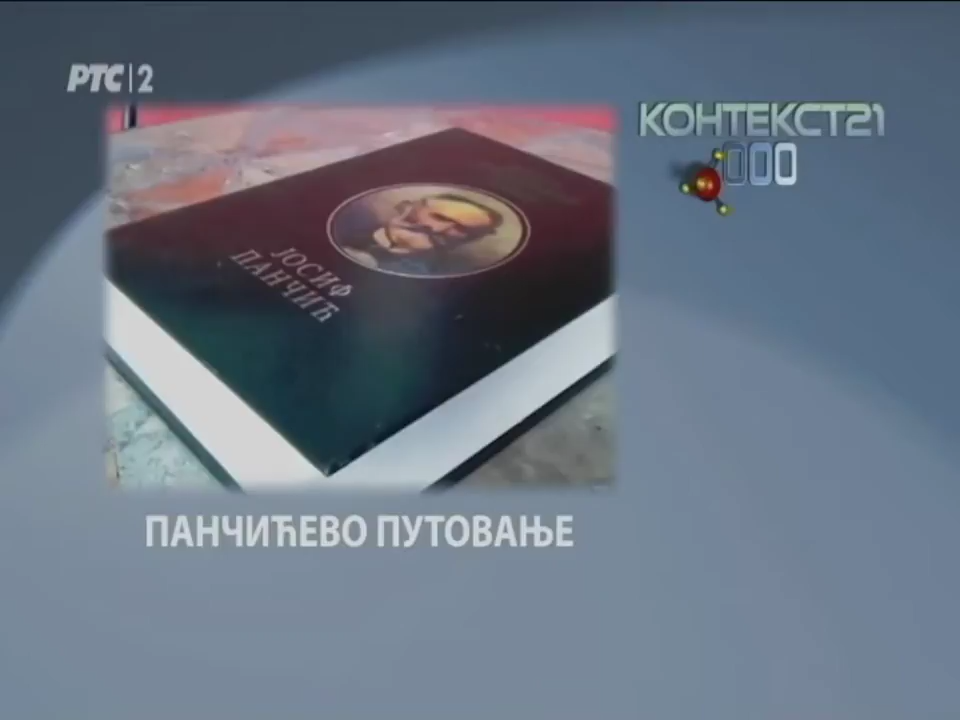 РТС|2
КОНТЕКСТ21
000
ЈОСИФ
ПАНЧИЋ
ПАНЧИЋЕВО ПУТОВАЊЕ